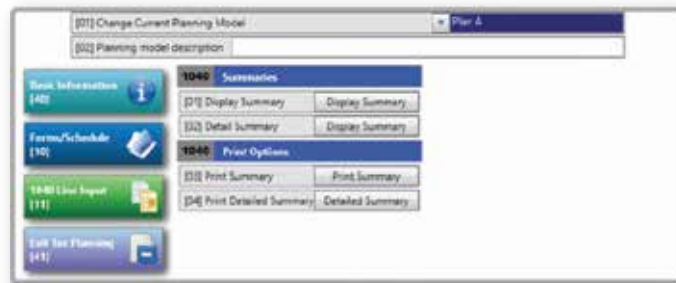 [01] Change Current Planning Model Plan A
[02] Planning model description
Basic Information
[40]
Forms/Schedule
[10]
1040 Line Input
[11]
Exit Tax Planning
[41]
1040 Summaries
[01] Display Summary Display Summary
[02] Detail Summary Display Summary
1040 Print Options
[03] Print Summary Print Summary
[04] Print Detailed Summary Detailed Summary